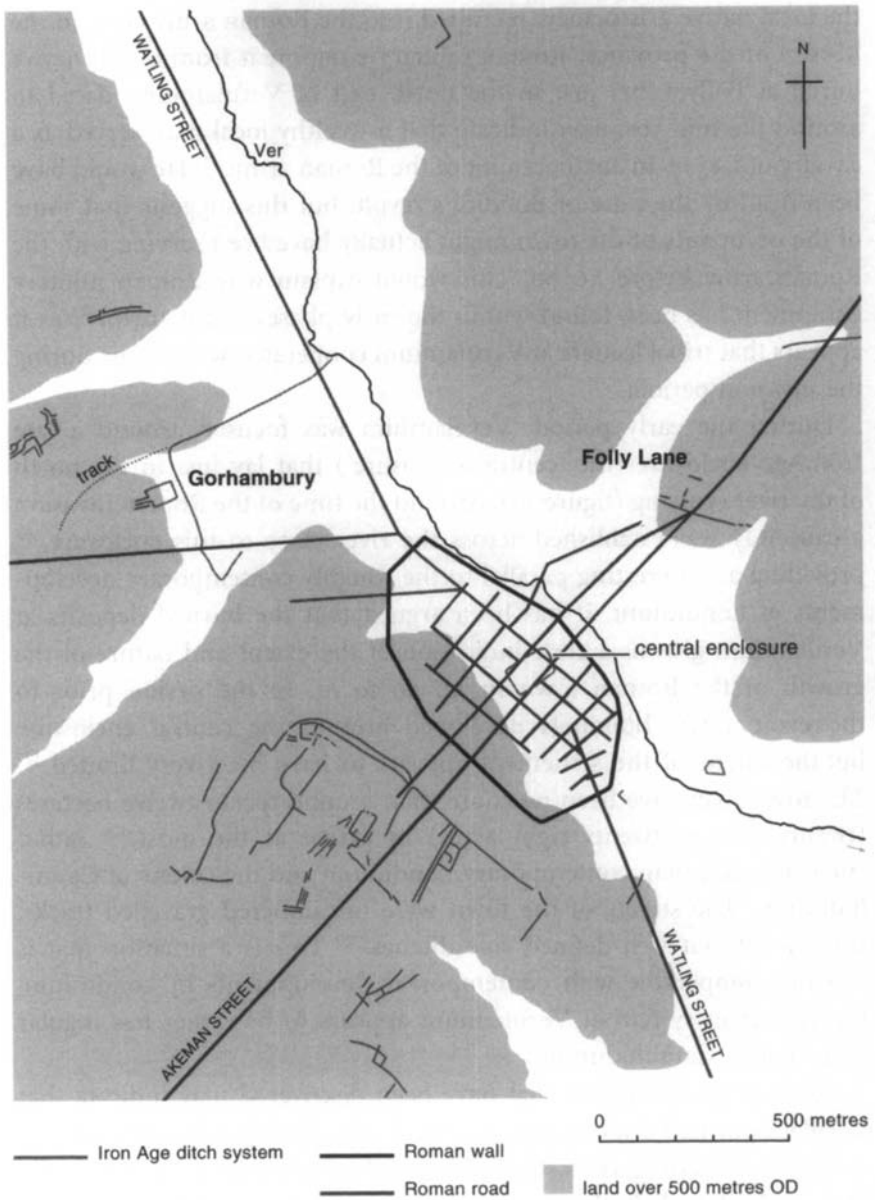 WATLING STREET
N
Ver
track
Gorhambury
Folly Lane
central enclosure
AKEMAN STREET
WATLING STREET
0 500 metres
Iron Age ditch system
Roman wall
Roman road
land over 500 metres OD